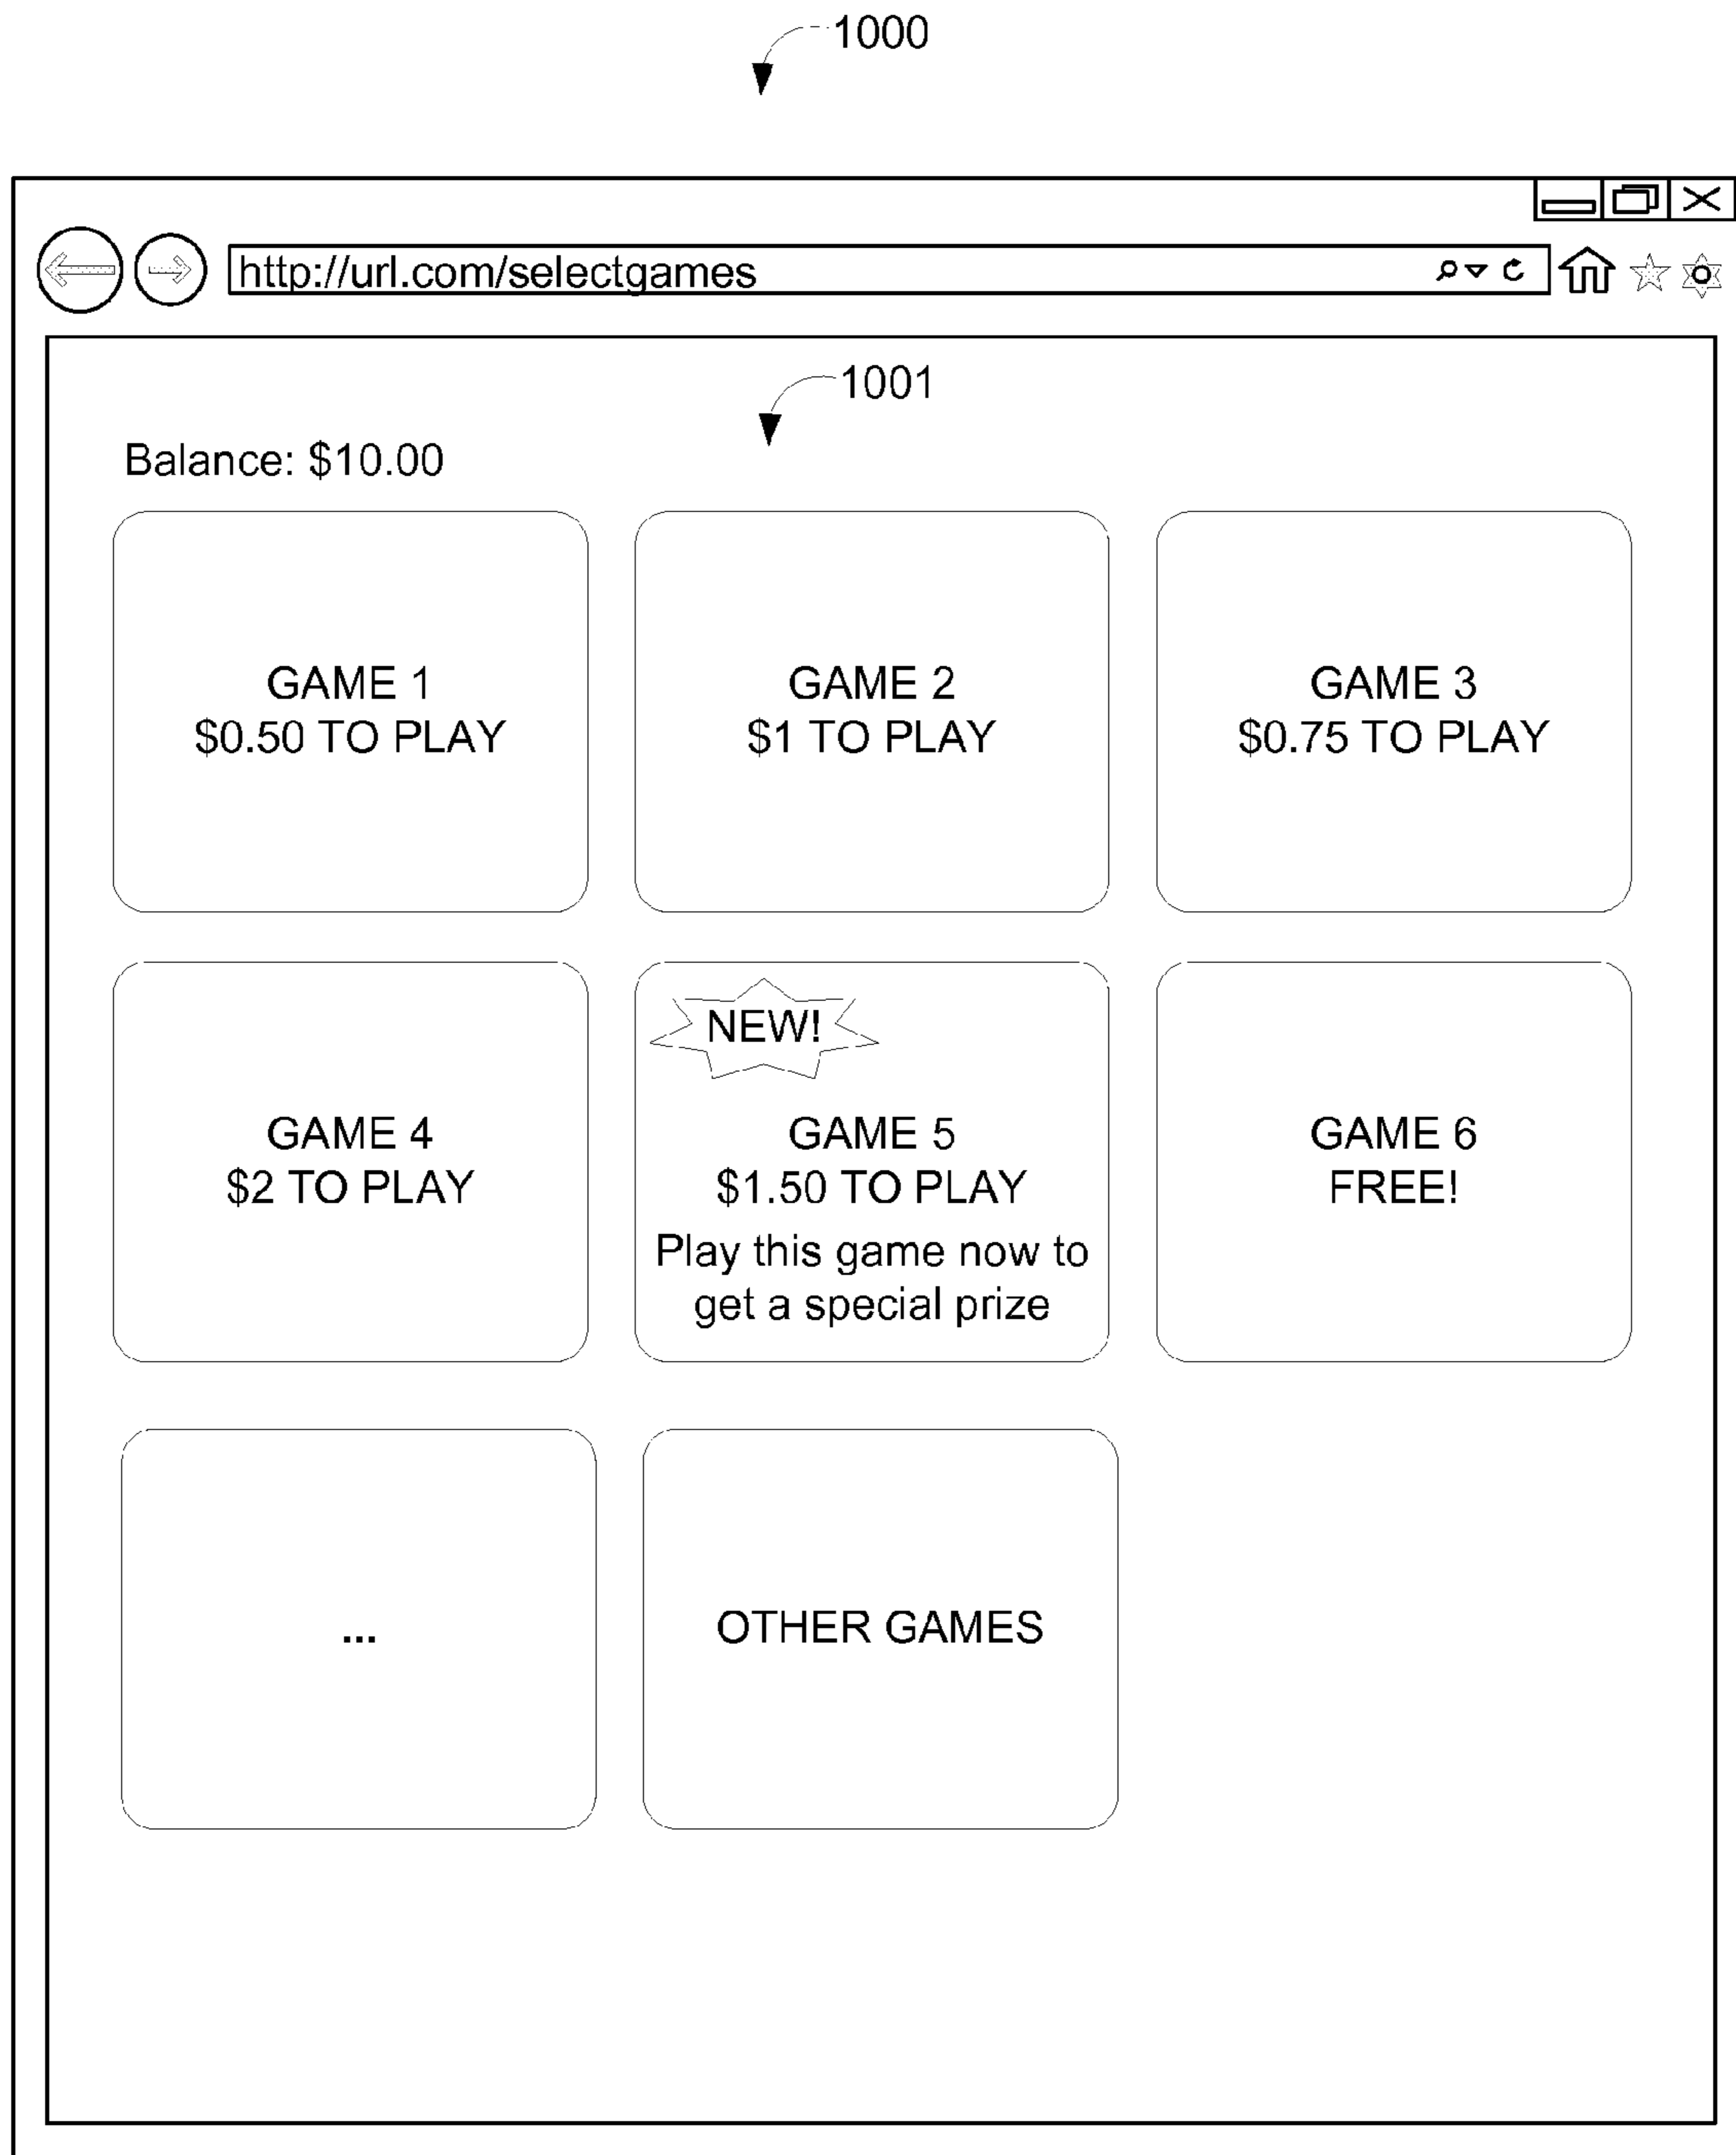 1000
http://url.com/selectgames
1001
Balance: $10.00
GAME 1
$0.50 TO PLAY
GAME 2
$1 TO PLAY
GAME 3
$0.75 TO PLAY
GAME 4
$2 TO PLAY
NEW!
GAME 5
$1.50 TO PLAY
Play this game now to
get a special prize
GAME 6
FREE!
...
OTHER GAMES